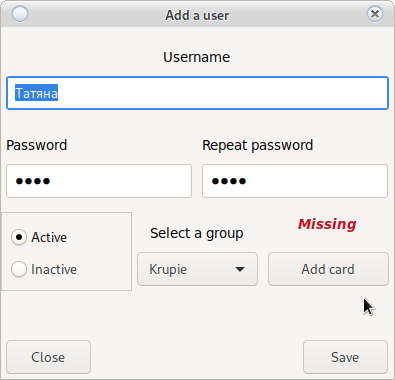 Add a user
Username
Татяна
Password Repeat password
●●●● ●●●●
Missing
Active Select a group
Inactive Krupie Add card
Close Save